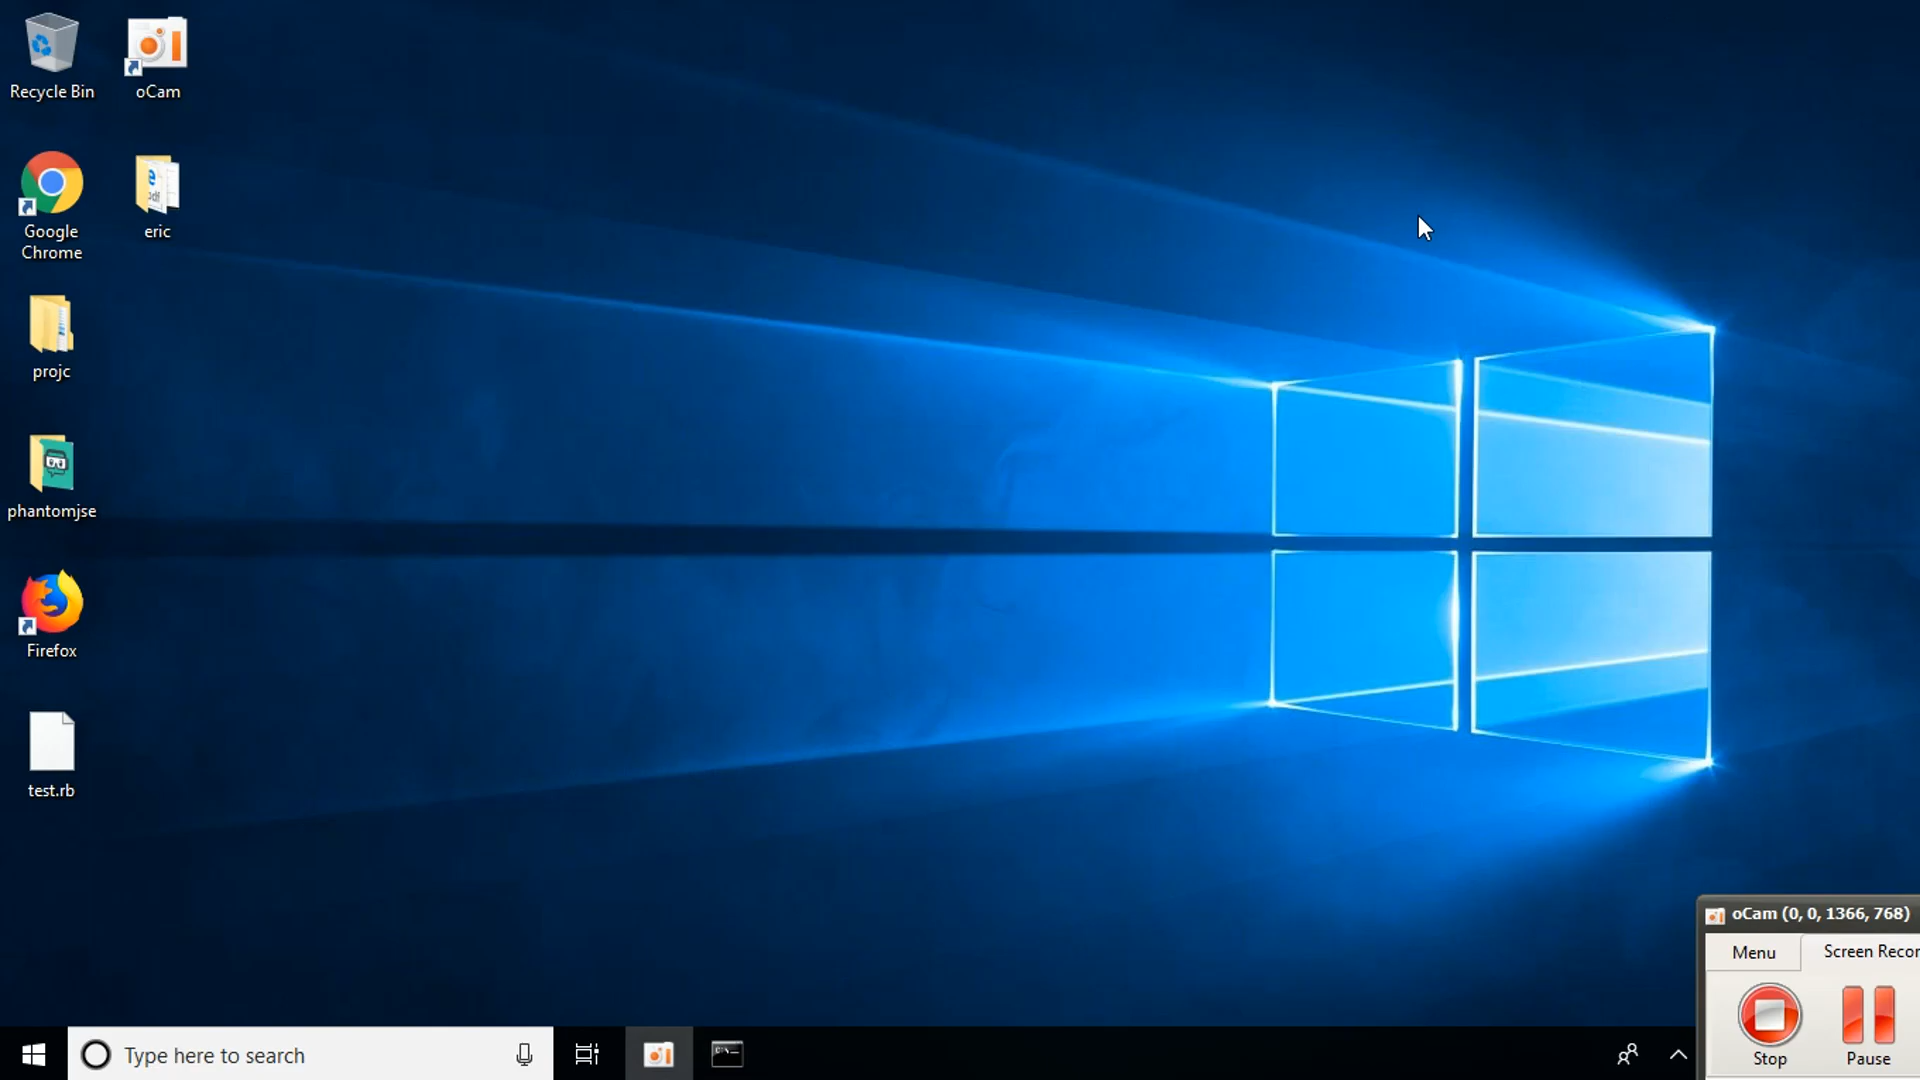 Recycle Bin
oCam
Google
Chrome
eric
projc
phantomjse
Firefox
test.rb
oCam (0, 0, 1366, 768)
Menu
Screen Recor
Stop
Pause
Type here to search